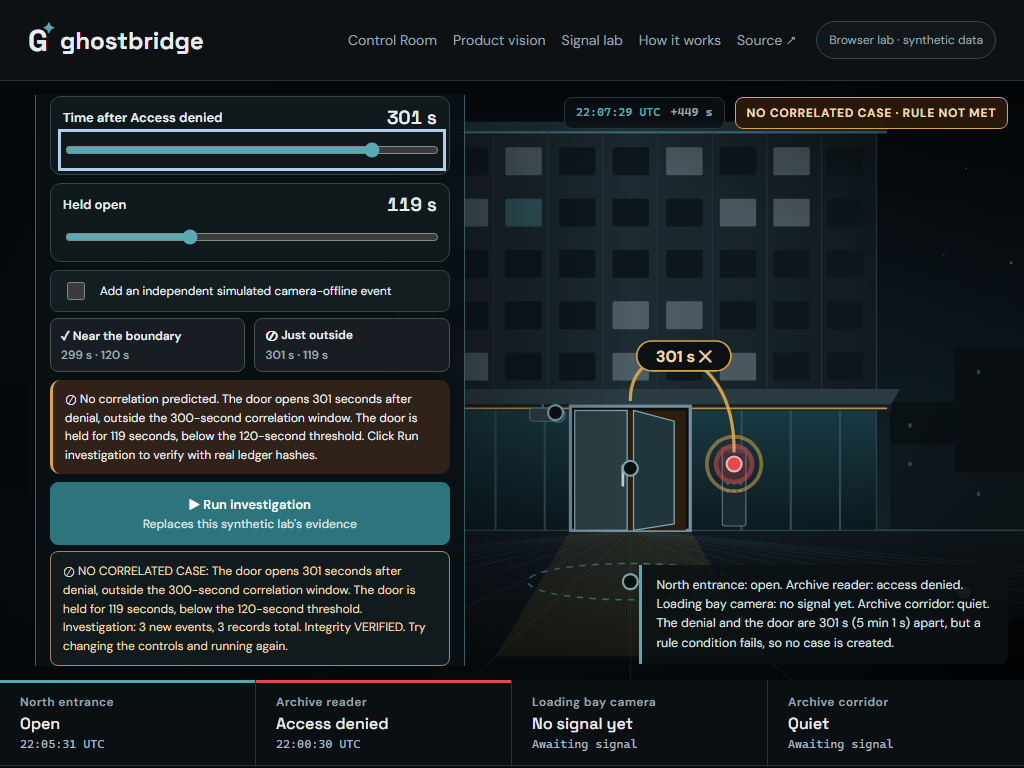 ghostbridge
Control Room
Product vision
Signal lab
How it works
Source ↗
Browser lab · synthetic data
Time after Access denied
301 s
Held open
119 s
Add an independent simulated camera-offline event
✓ Near the boundary
299 s · 120 s
⊘ Just outside
301 s · 119 s
⊘ No correlation predicted. The door opens 301 seconds after
denial, outside the 300-second correlation window. The door is
held for 119 seconds, below the 120-second threshold. Click Run
investigation to verify with real ledger hashes.
▶ Run investigation
Replaces this synthetic lab's evidence
⊘ NO CORRELATED CASE: The door opens 301 seconds after
denial, outside the 300-second correlation window. The door is
held for 119 seconds, below the 120-second threshold.
Investigation: 3 new events, 3 records total. Integrity VERIFIED. Try
changing the controls and running again.
22:07:29 UTC +449 s
NO CORRELATED CASE · RULE NOT MET
301 s ✕
North entrance: open. Archive reader: access denied.
Loading bay camera: no signal yet. Archive corridor: quiet.
The denial and the door are 301 s (5 min 1 s) apart, but a
rule condition fails, so no case is created.
North entrance
Open
22:05:31 UTC
Archive reader
Access denied
22:00:30 UTC
Loading bay camera
No signal yet
Awaiting signal
Archive corridor
Quiet
Awaiting signal